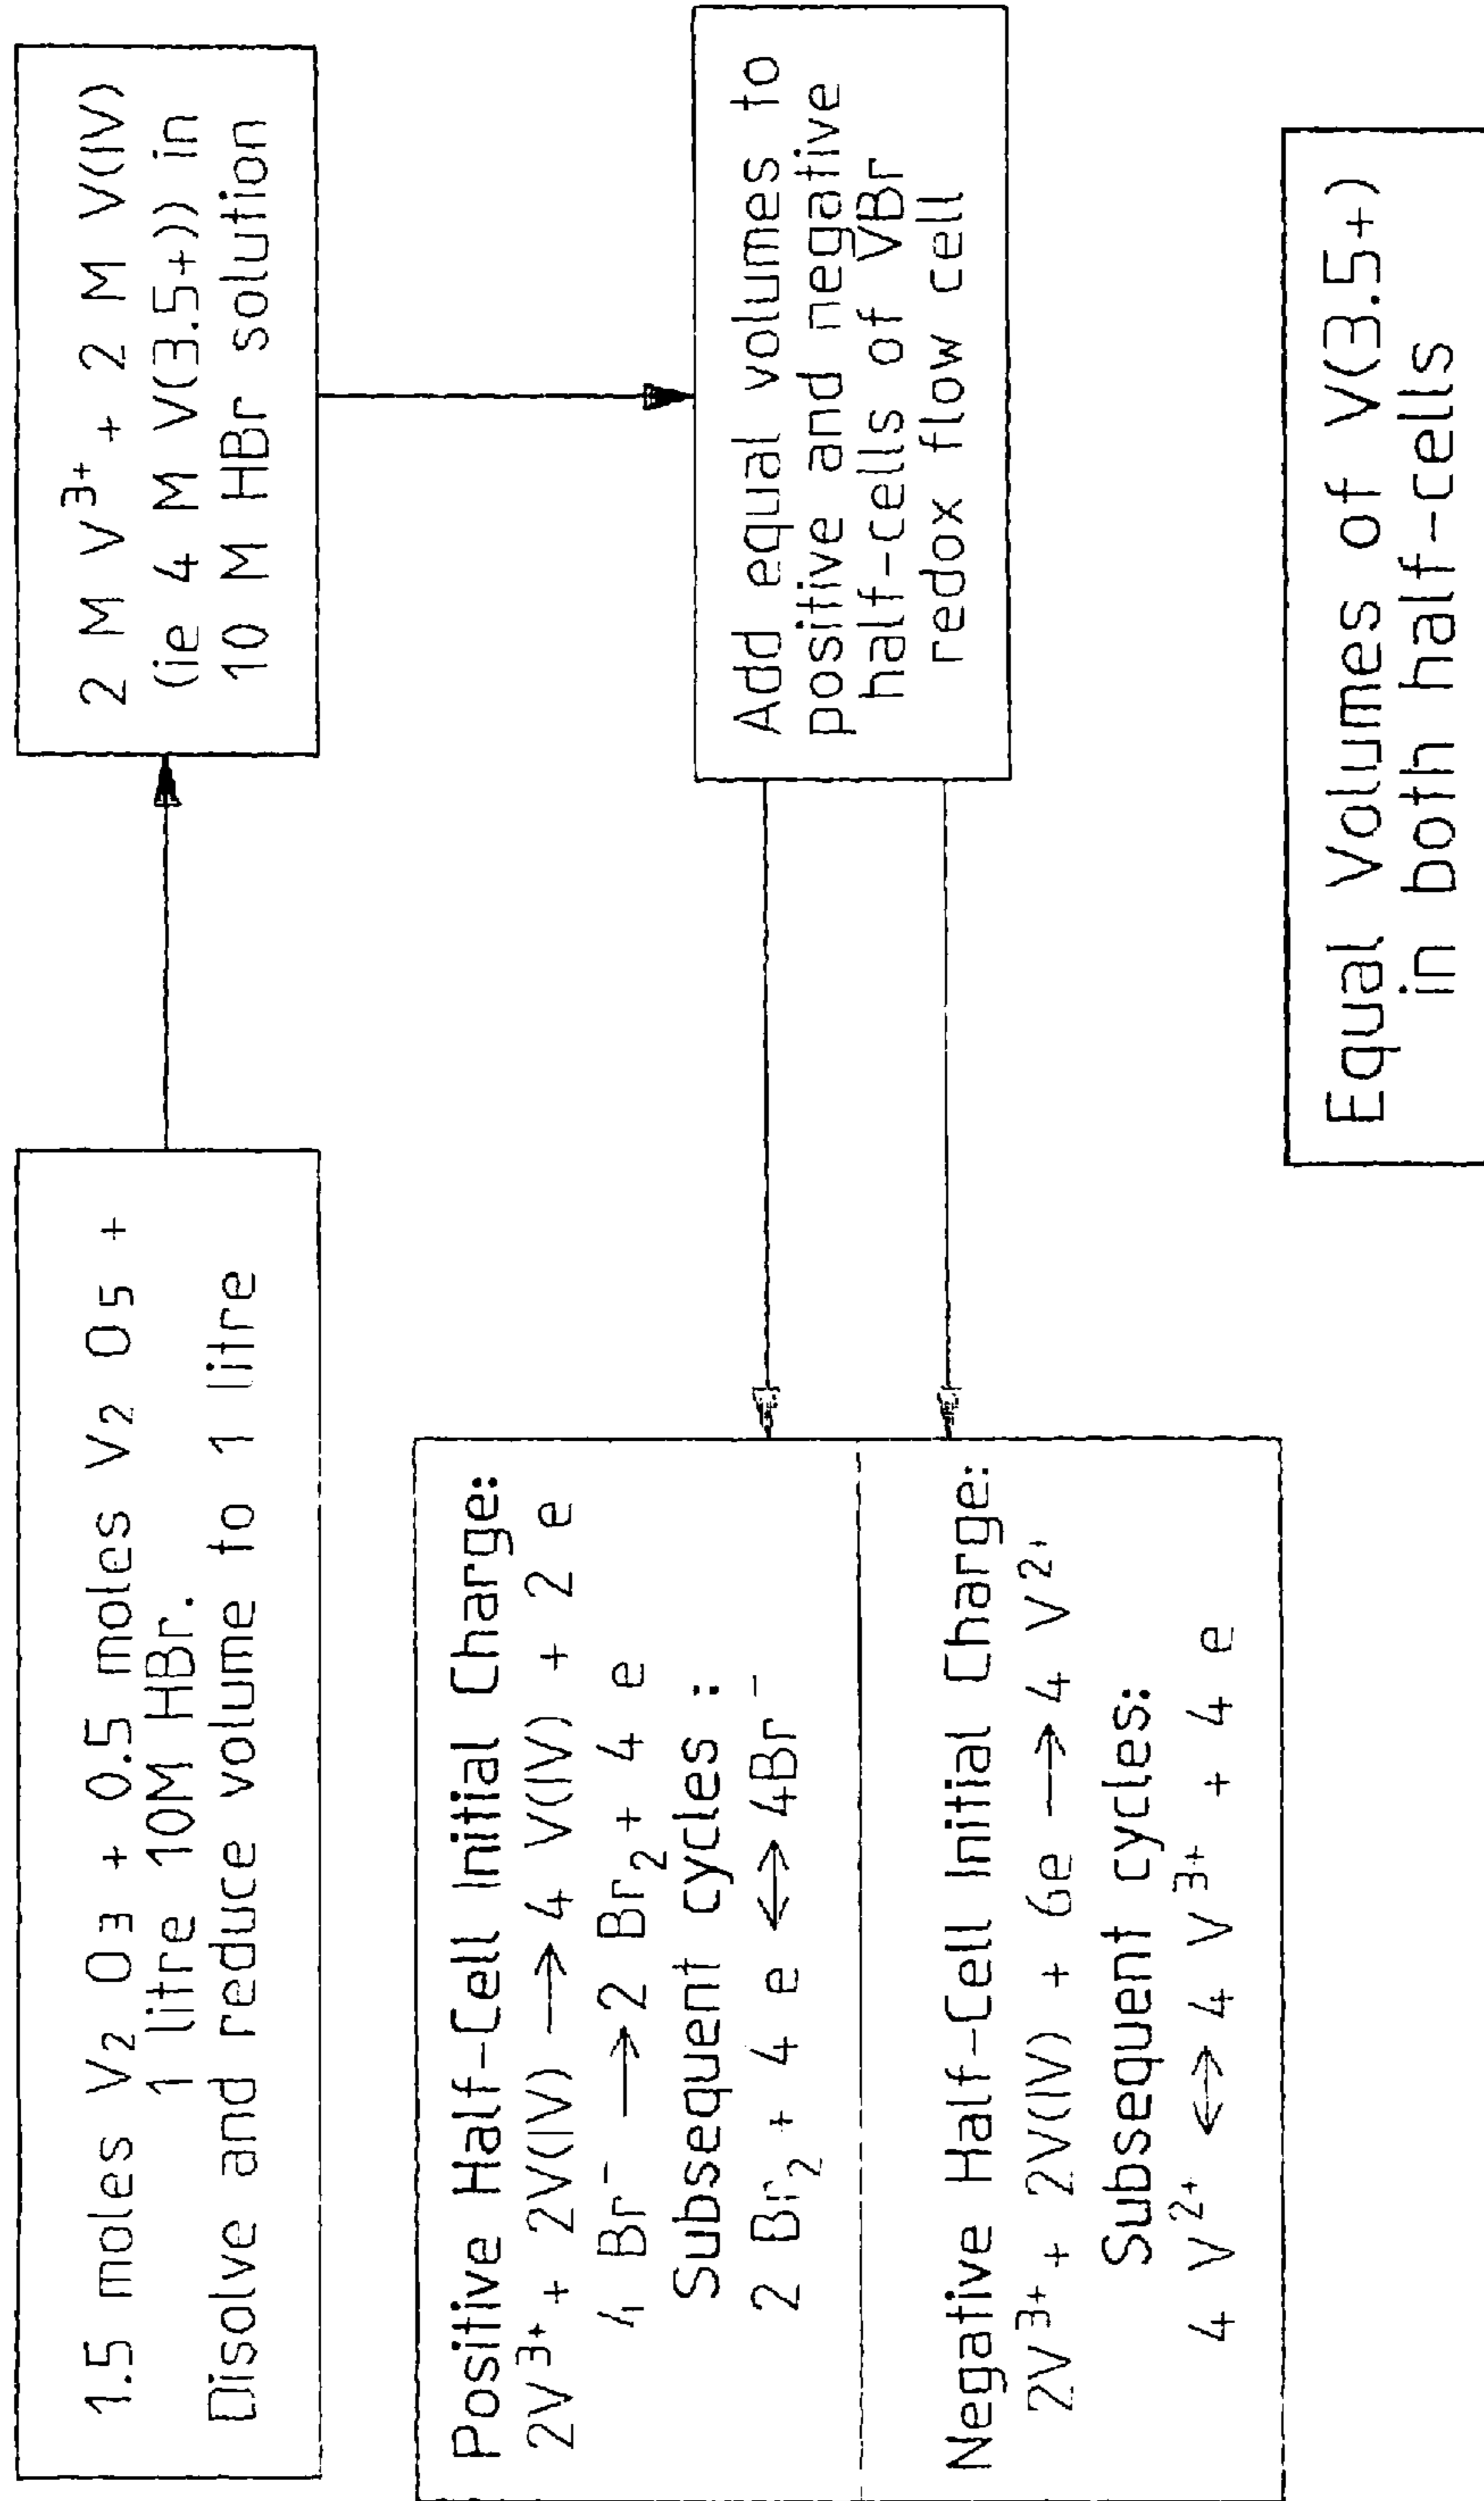 1.5 moles V₂ O₃ + 0.5 moles V₂ O₅ +
1 litre 10M HBr.
Disolve and reduce volume to 1 litre
2 M V³⁺ + 2 M V(IV)
(ie 4 M V(3.5+)) in
10 M HBr solution
Add equal volumes to
positive and negative
half-cells of VBr
redox flow cell
Positive Half-Cell Initial Charge:
2V³⁺ + 2V(IV) → 4 V(IV) + 2 e
4 Br⁻ → 2 Br₂ + 4 e
Subsequent cycles :
2 Br₂ + 4 e ⇔ 4Br⁻
Negative Half-Cell Initial Charge:
2V³⁺ + 2V(IV) + 6e → 4 V²⁺
Subsequent cycles:
4 V²⁺ ⇔ 4 V³⁺ + 4 e
Equal Volumes of V(3.5+)
in both half-cells